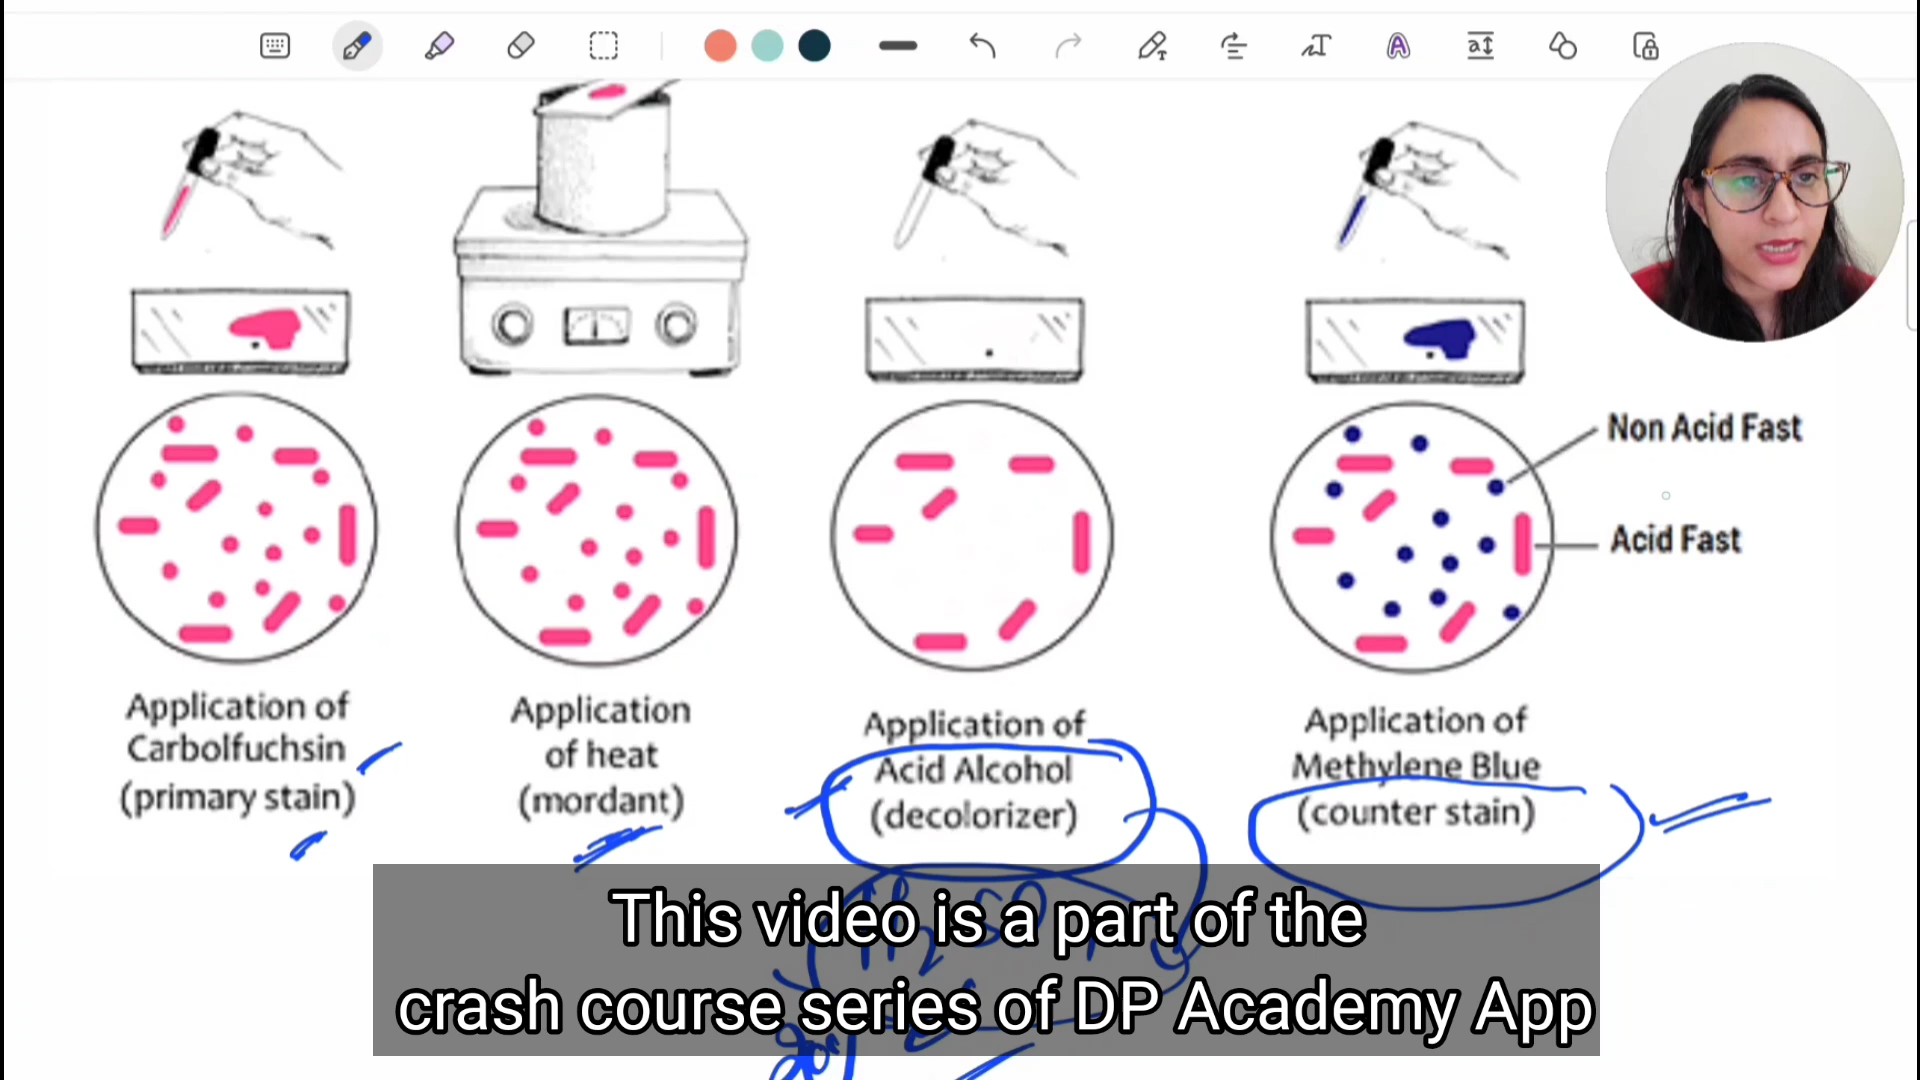 Non Acid Fast
Acid Fast
Application of
Carbolfuchsin
(primary stain)
Application
of heat
(mordant)
Application of
Acid Alcohol
(decolorizer)
Application of
Methylene Blue
(counter stain)
This video is a part of the
crash course series of DP Academy App